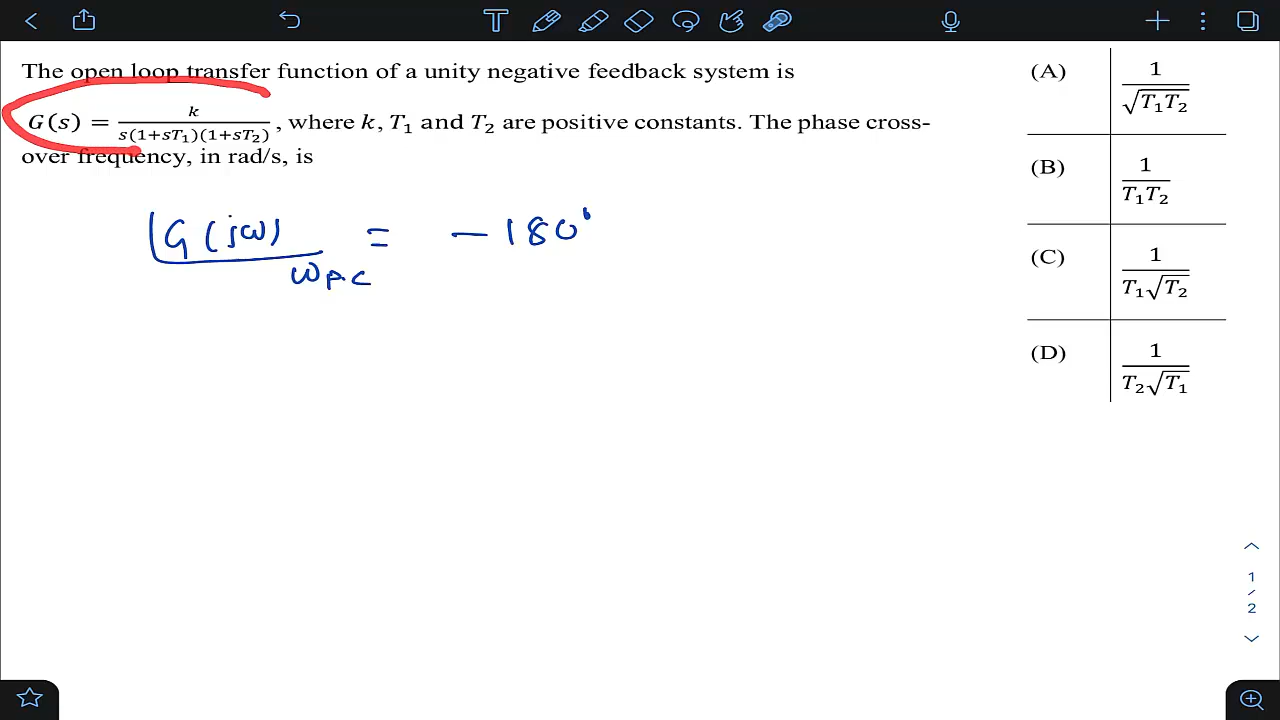 The open loop transfer function of a unity negative feedback system is
G(s) = k / s(1+sT₁)(1+sT₂), where k, T₁ and T₂ are positive constants. The phase cross-
over frequency, in rad/s, is
∠G(jω) ω_P.C = −180°
(A) 1/√(T₁T₂)
(B) 1/(T₁T₂)
(C) 1/(T₁√T₂)
(D) 1/(T₂√T₁)
T
1
/
2